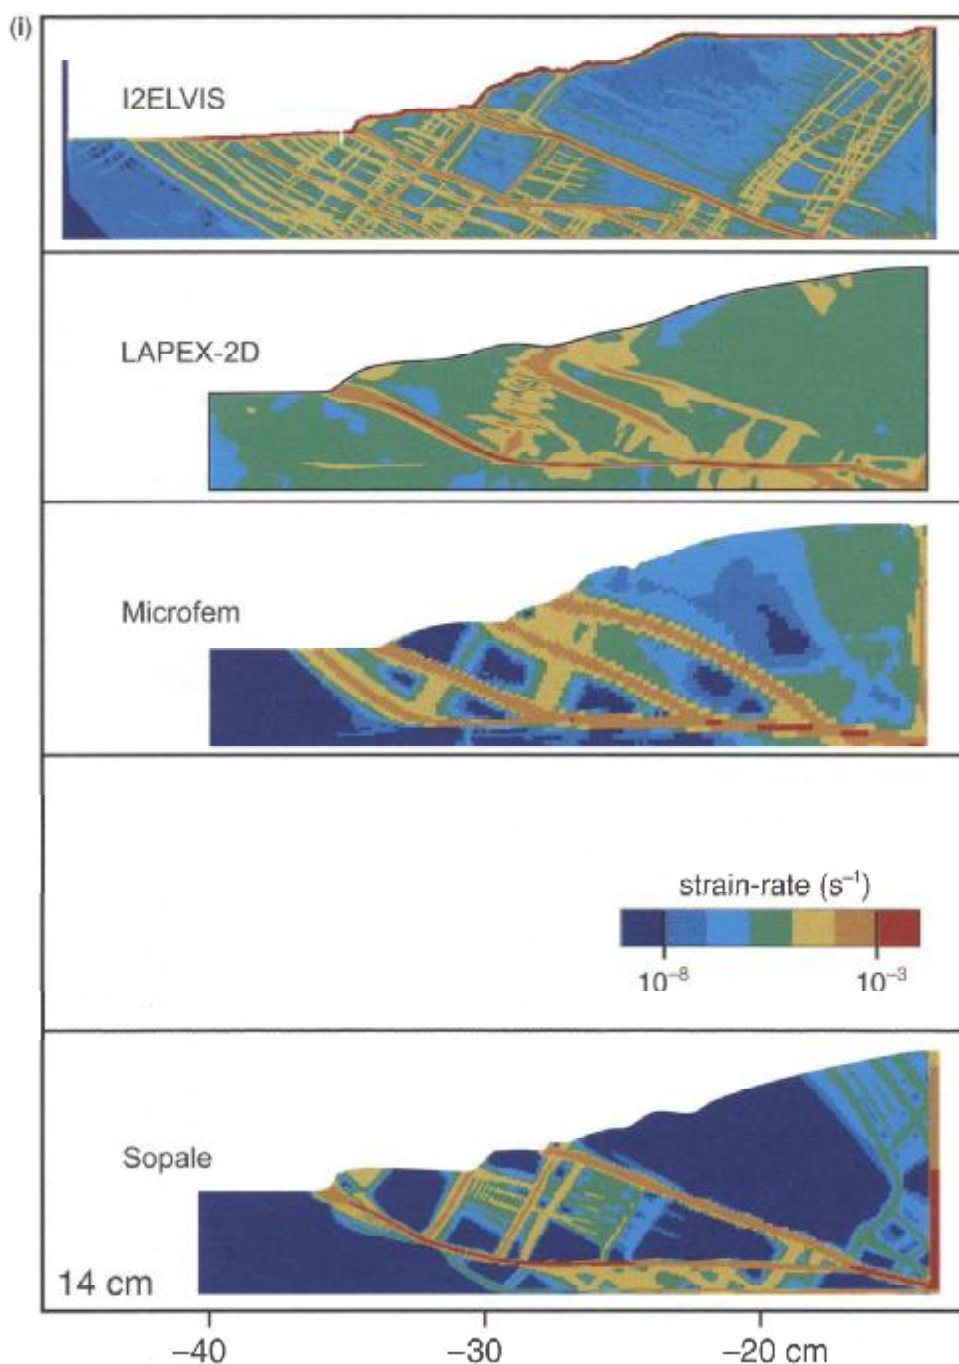 (i)
I2ELVIS
LAPEX-2D
Microfem
strain-rate (s⁻¹)
10⁻⁸ 10⁻³
Sopale
14 cm
−40 −30 −20 cm